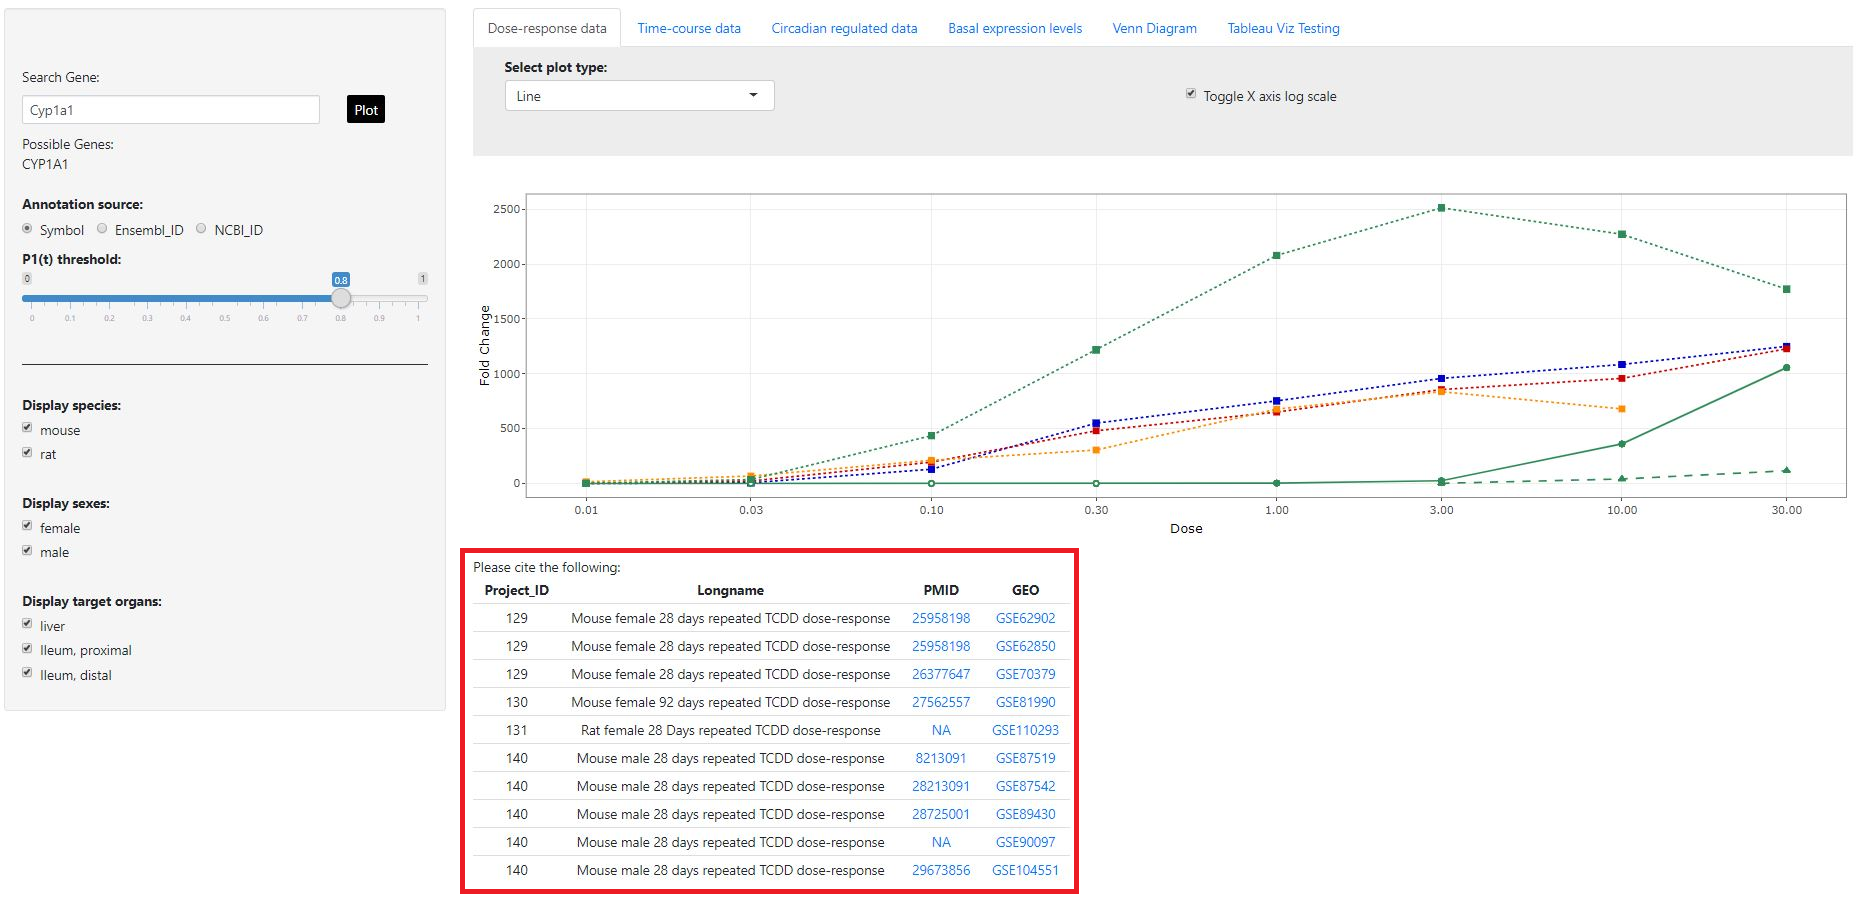 Dose-response data Time-course data Circadian regulated data Basal expression levels Venn Diagram Tableau Viz Testing
Search Gene:
Cyp1a1 Plot
Possible Genes:
CYP1A1
Annotation source:
Symbol Ensembl_ID NCBI_ID
P1(t) threshold:
0 0.8 1
0 0.1 0.2 0.3 0.4 0.5 0.6 0.7 0.8 0.9 1
Display species:
mouse
rat
Display sexes:
female
male
Display target organs:
liver
Ileum, proximal
Ileum, distal
Select plot type:
Line Toggle X axis log scale
2500
2000
1500
1000
500
0
Fold Change
0.01 0.03 0.10 0.30 1.00 3.00 10.00 30.00
Dose
Please cite the following:
Project_ID Longname PMID GEO
129 Mouse female 28 days repeated TCDD dose-response 25958198 GSE62902
129 Mouse female 28 days repeated TCDD dose-response 25958198 GSE62850
129 Mouse female 28 days repeated TCDD dose-response 26377647 GSE70379
130 Mouse female 92 days repeated TCDD dose-response 27562557 GSE81990
131 Rat female 28 Days repeated TCDD dose-response NA GSE110293
140 Mouse male 28 days repeated TCDD dose-response 8213091 GSE87519
140 Mouse male 28 days repeated TCDD dose-response 28213091 GSE87542
140 Mouse male 28 days repeated TCDD dose-response 28725001 GSE89430
140 Mouse male 28 days repeated TCDD dose-response NA GSE90097
140 Mouse male 28 days repeated TCDD dose-response 29673856 GSE104551